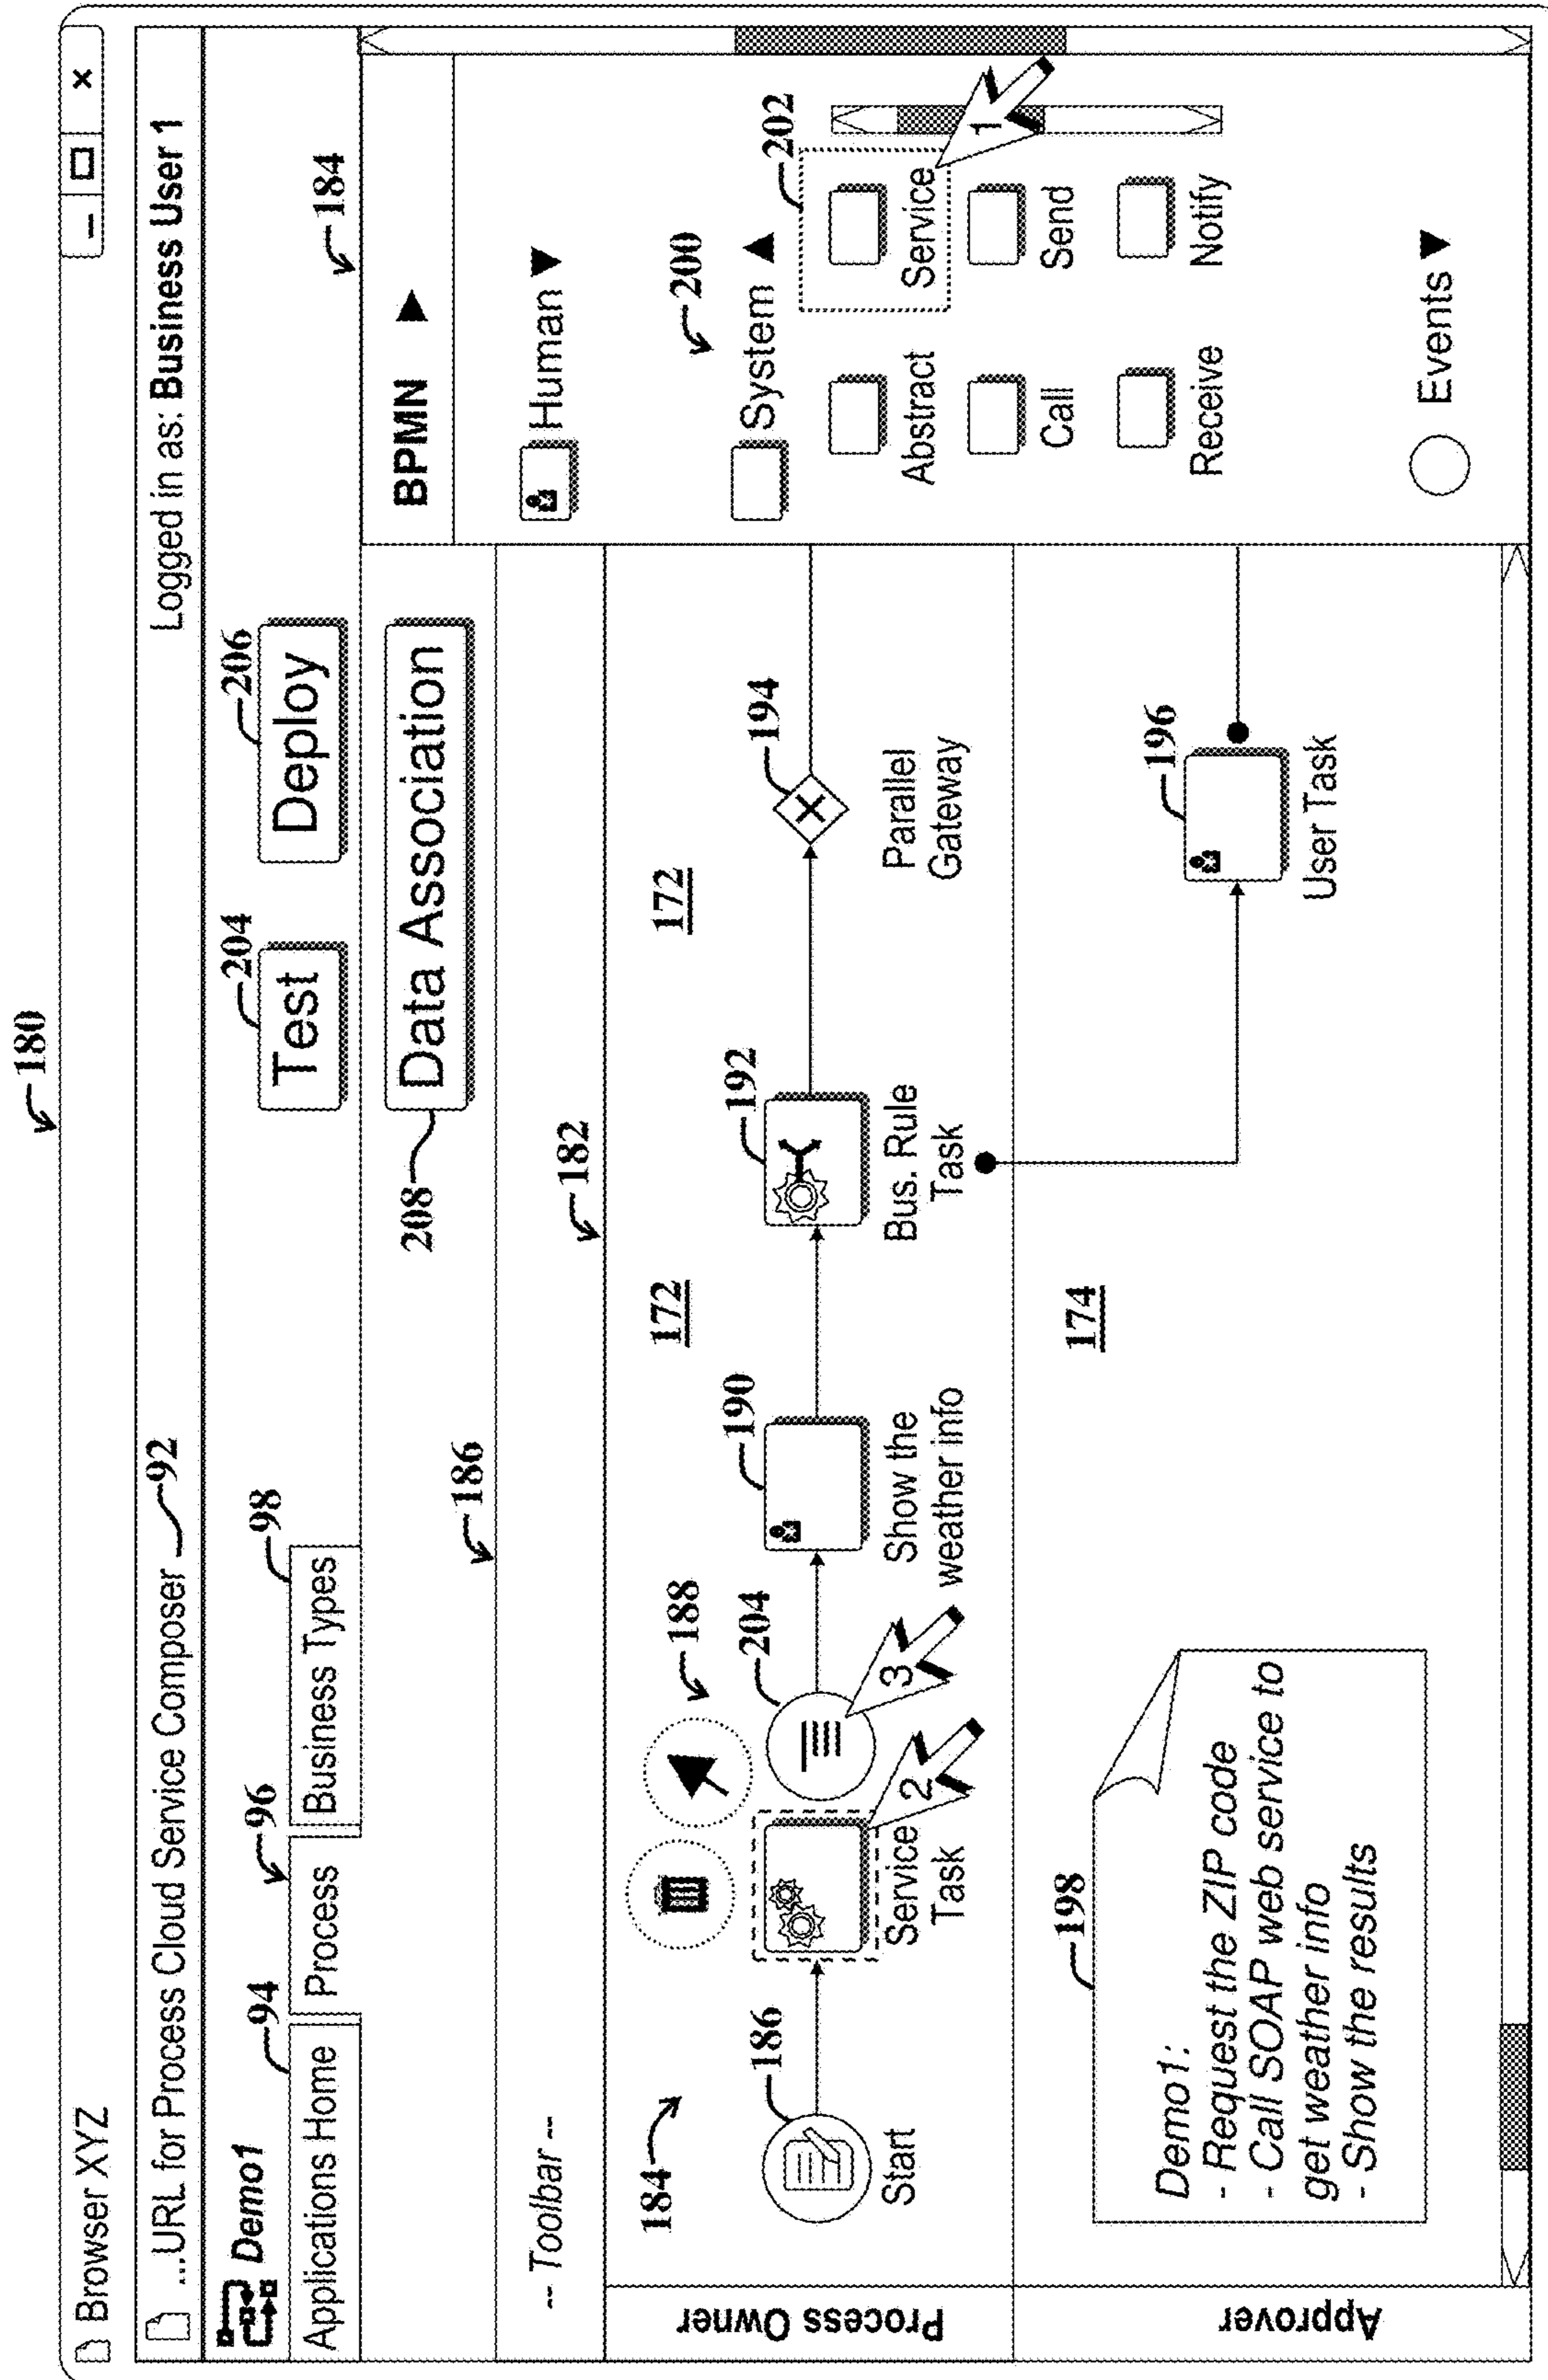 180
Browser XYZ
_ □ x
...URL for Process Cloud Service Composer 92
Logged in as: Business User 1
Demo1
94
96
98
204
206
184
Applications Home
Process
Business Types
Test
Deploy
186
208
Data Association
BPMN
-- Toolbar --
182
Human
200
System
202
Abstract
Service
Call
Send
Receive
Notify
Events
Process Owner
184
188
172
172
186
204
190
192
194
Start
Service
Task
Show the
weather info
Bus. Rule
Task
Parallel
Gateway
1
2
3
Approver
198
174
196
Demo1:
- Request the ZIP code
- Call SOAP web service to
get weather info
- Show the results
User Task